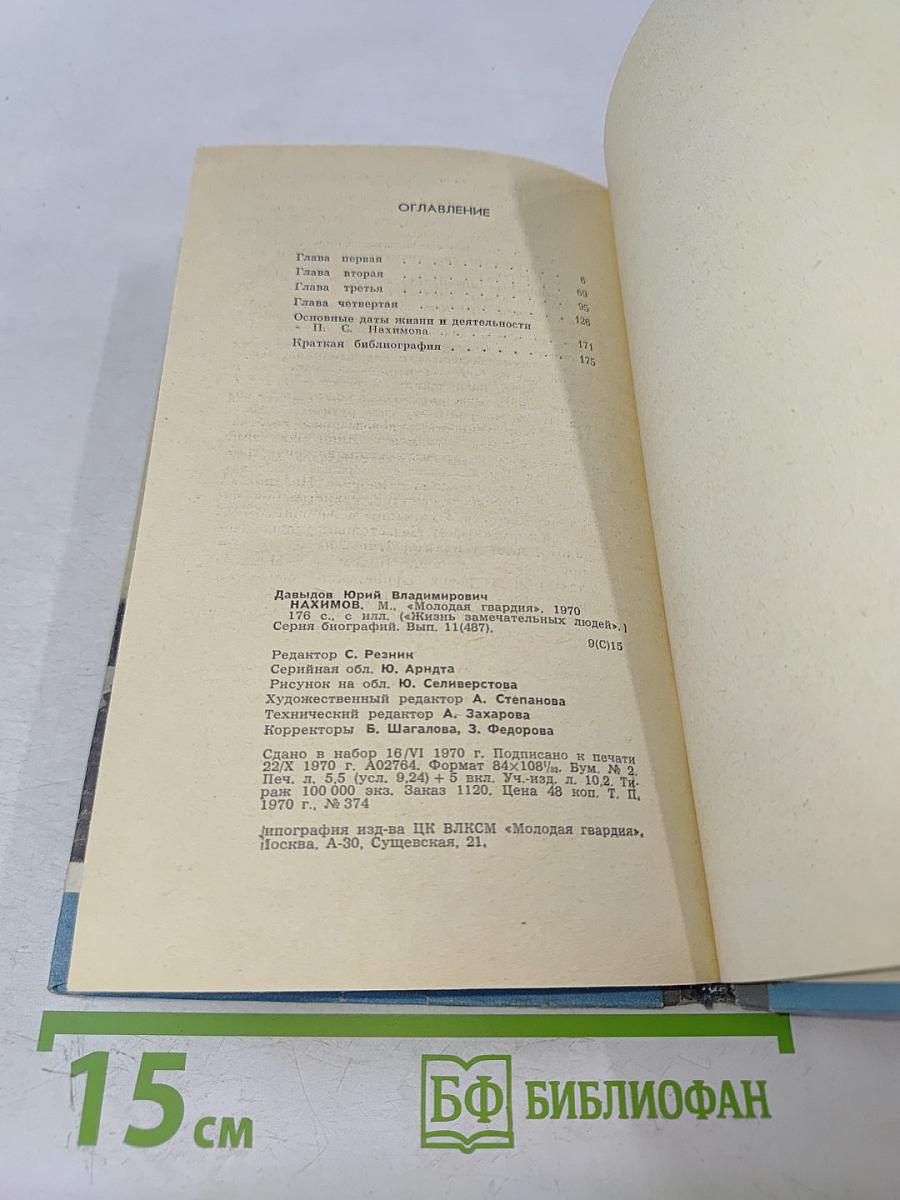 ОГЛАВЛЕНИЕ
Глава первая . . . . . . . . . . 6
Глава вторая . . . . . . . . . . 69
Глава третья . . . . . . . . . . 95
Глава четвертая . . . . . . . . . 126
Основные даты жизни и деятельности
П. С. Нахимова . . . . . . . . 171
Краткая библиография . . . . . . . 175
Давыдов Юрий Владимирович
НАХИМОВ. М., «Молодая гвардия». 1970
176 с., с илл. («Жизнь замечательных людей».)
Серия биографий. Вып. 11(487).
9(С)15
Редактор С. Резник
Серийная обл. Ю. Арндта
Рисунок на обл. Ю. Селиверстова
Художественный редактор А. Степанова
Технический редактор А. Захарова
Корректоры Б. Шагалова, З. Федорова
Сдано в набор 16/VI 1970 г. Подписано к печати
22/X 1970 г. А02764. Формат 84×108¹/₃₂. Бум. № 2.
Печ. л. 5,5 (усл. 9,24) + 5 вкл. Уч.-изд. л. 10,2. Ти-
раж 100 000 экз. Заказ 1120. Цена 48 коп. Т. П.
1970 г., № 374
Типография изд-ва ЦК ВЛКСМ «Молодая гвардия».
Москва, А-30, Сущевская, 21.
15 см
БФ БИБЛИОФАН